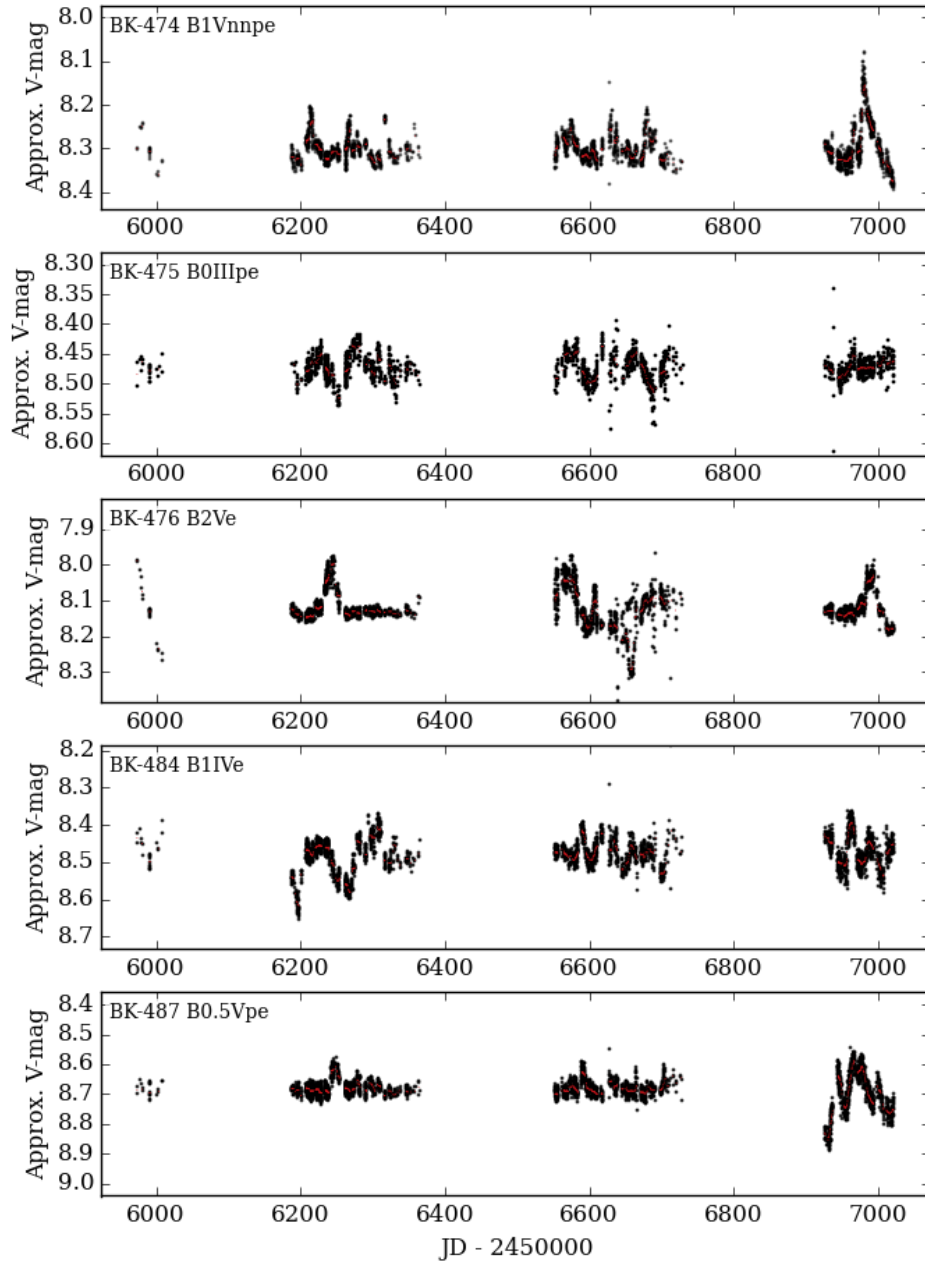 BK-474 B1Vnnpe
Approx. V-mag
8.0
8.1
8.2
8.3
8.4
6000 6200 6400 6600 6800 7000
BK-475 B0IIIpe
Approx. V-mag
8.30
8.35
8.40
8.45
8.50
8.55
8.60
6000 6200 6400 6600 6800 7000
BK-476 B2Ve
Approx. V-mag
7.9
8.0
8.1
8.2
8.3
6000 6200 6400 6600 6800 7000
BK-484 B1IVe
Approx. V-mag
8.2
8.3
8.4
8.5
8.6
8.7
6000 6200 6400 6600 6800 7000
BK-487 B0.5Vpe
Approx. V-mag
8.4
8.5
8.6
8.7
8.8
8.9
9.0
6000 6200 6400 6600 6800 7000
JD - 2450000